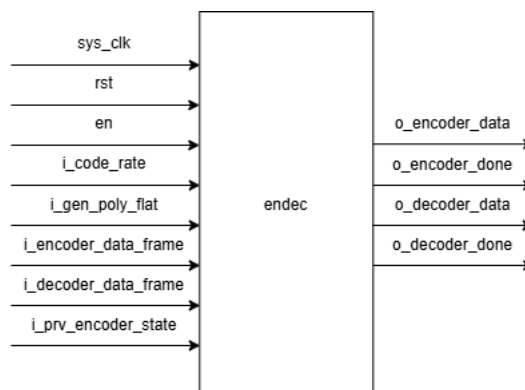 sys_clk
rst
en
i_code_rate
i_gen_poly_flat
i_encoder_data_frame
i_decoder_data_frame
i_prv_encoder_state
endec
o_encoder_data
o_encoder_done
o_decoder_data
o_decoder_done